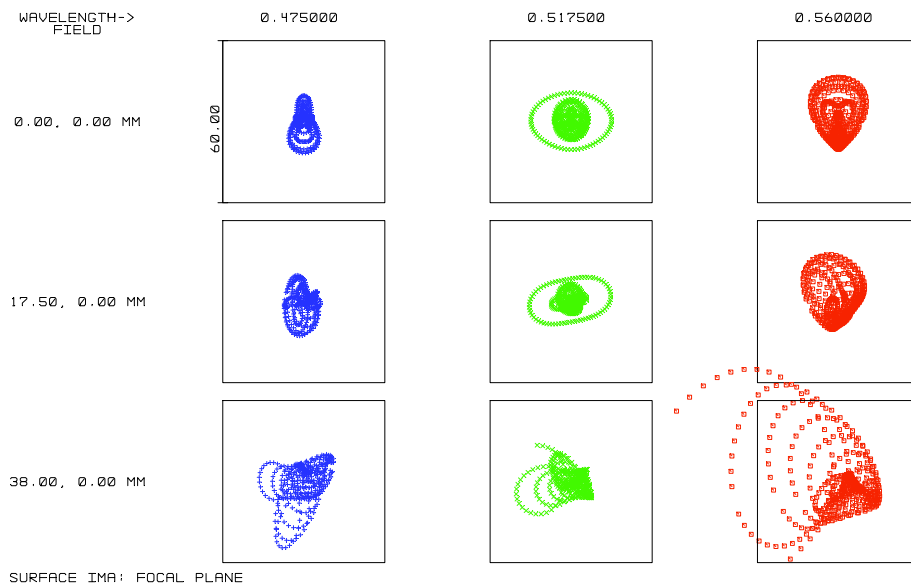 WAVELENGTH-> 0.475000 0.517500 0.560000
FIELD
0.00, 0.00 MM
60.00
17.50, 0.00 MM
38.00, 0.00 MM
SURFACE IMA: FOCAL PLANE